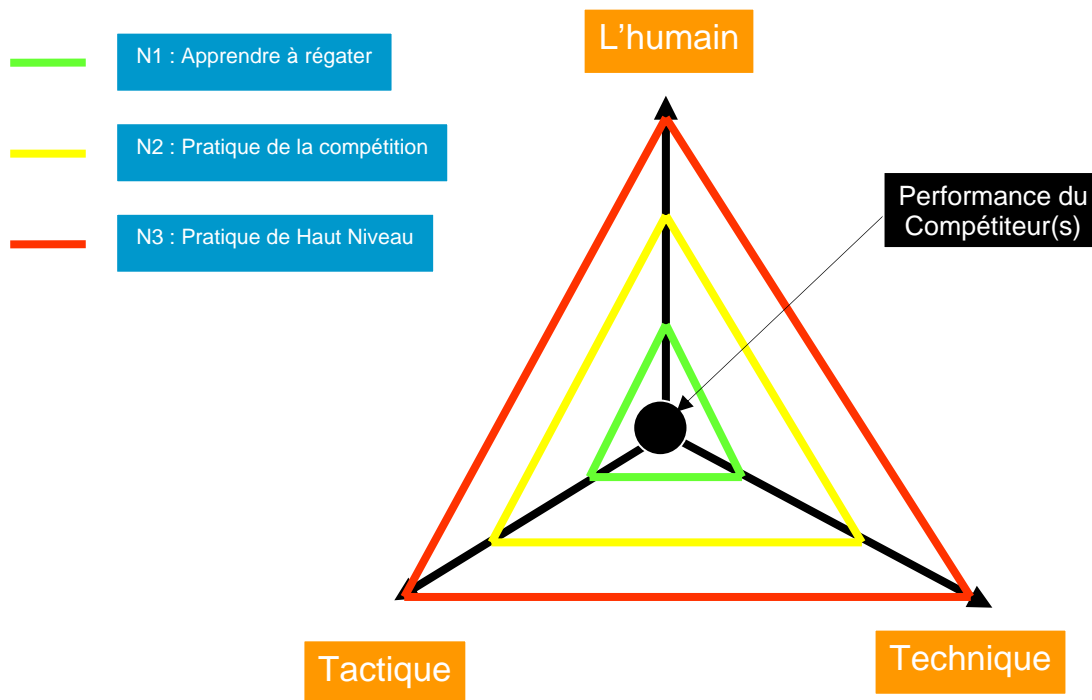 L'humain
N1 : Apprendre à régater
N2 : Pratique de la compétition
N3 : Pratique de Haut Niveau
Performance du
Compétiteur(s)
Tactique
Technique